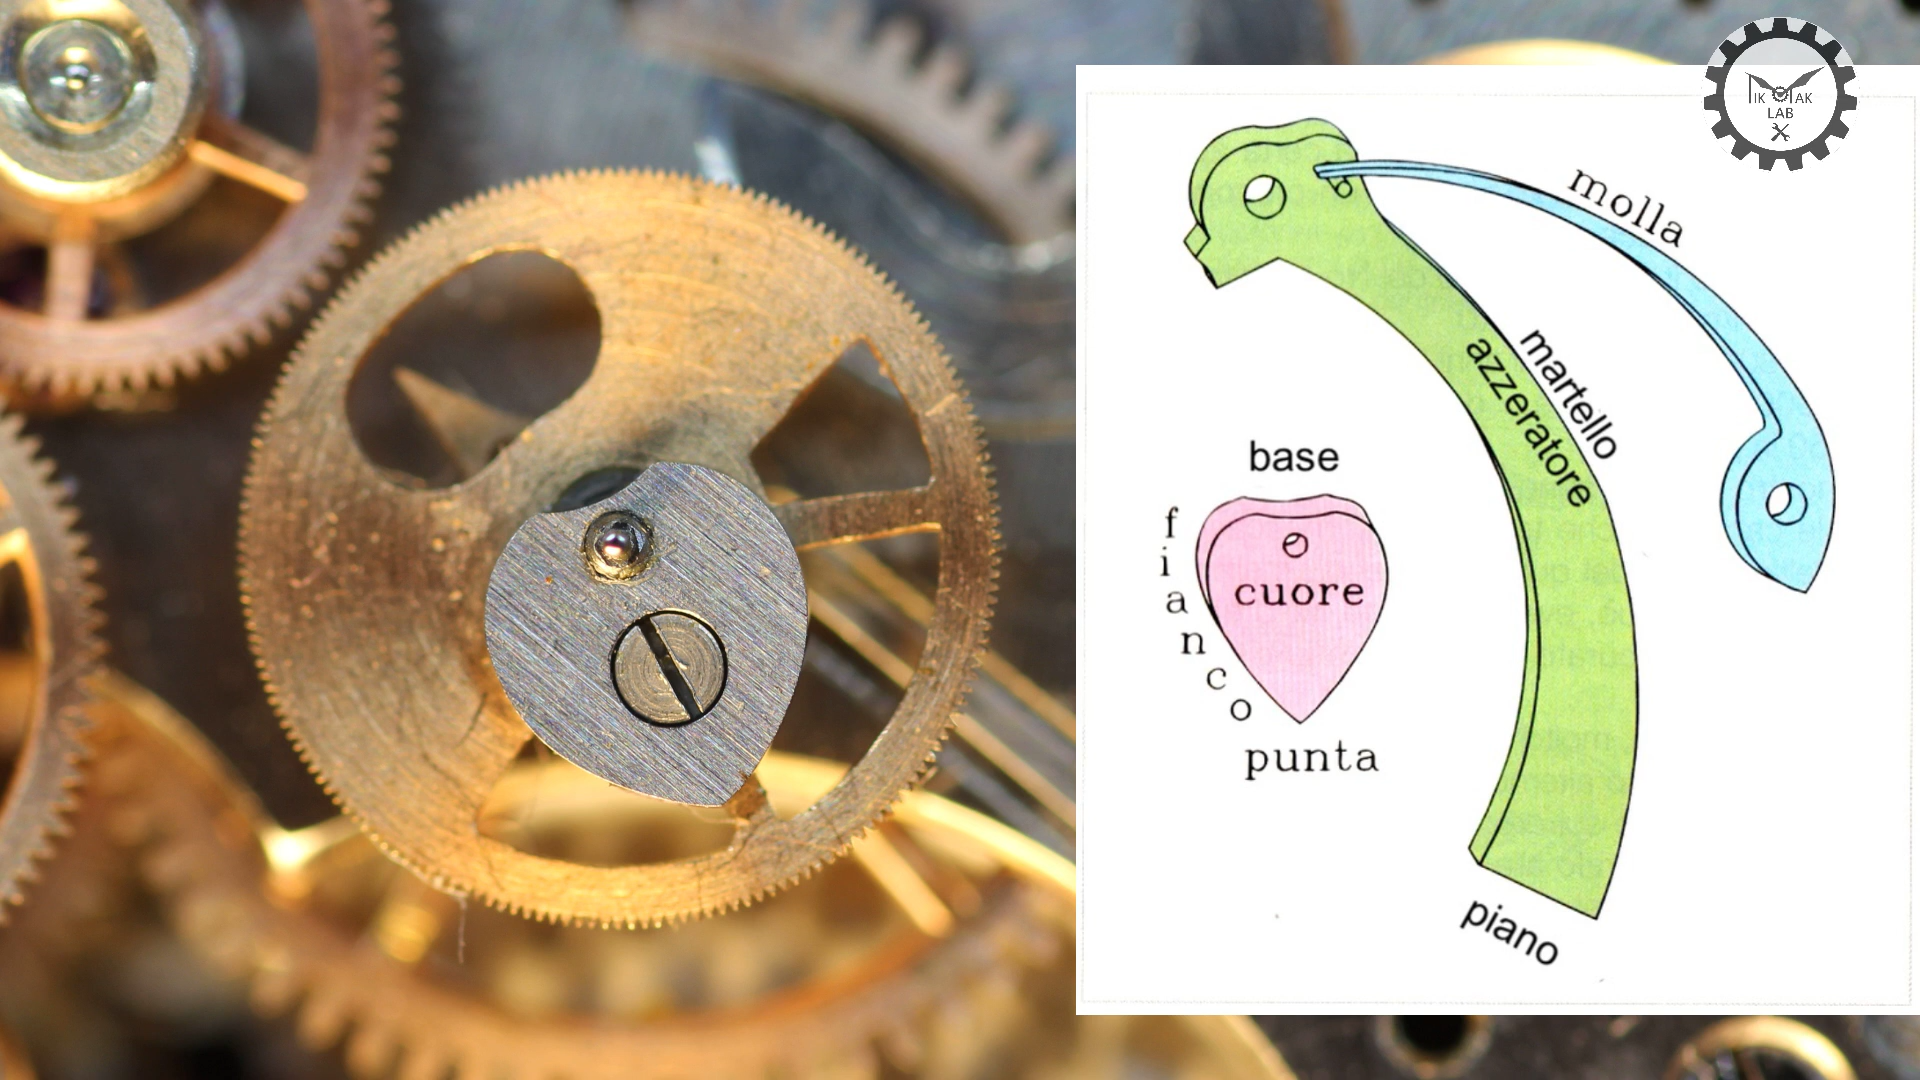 TIK TAK
LAB
molla
martello
azzeratore
base
fianco
cuore
punta
piano